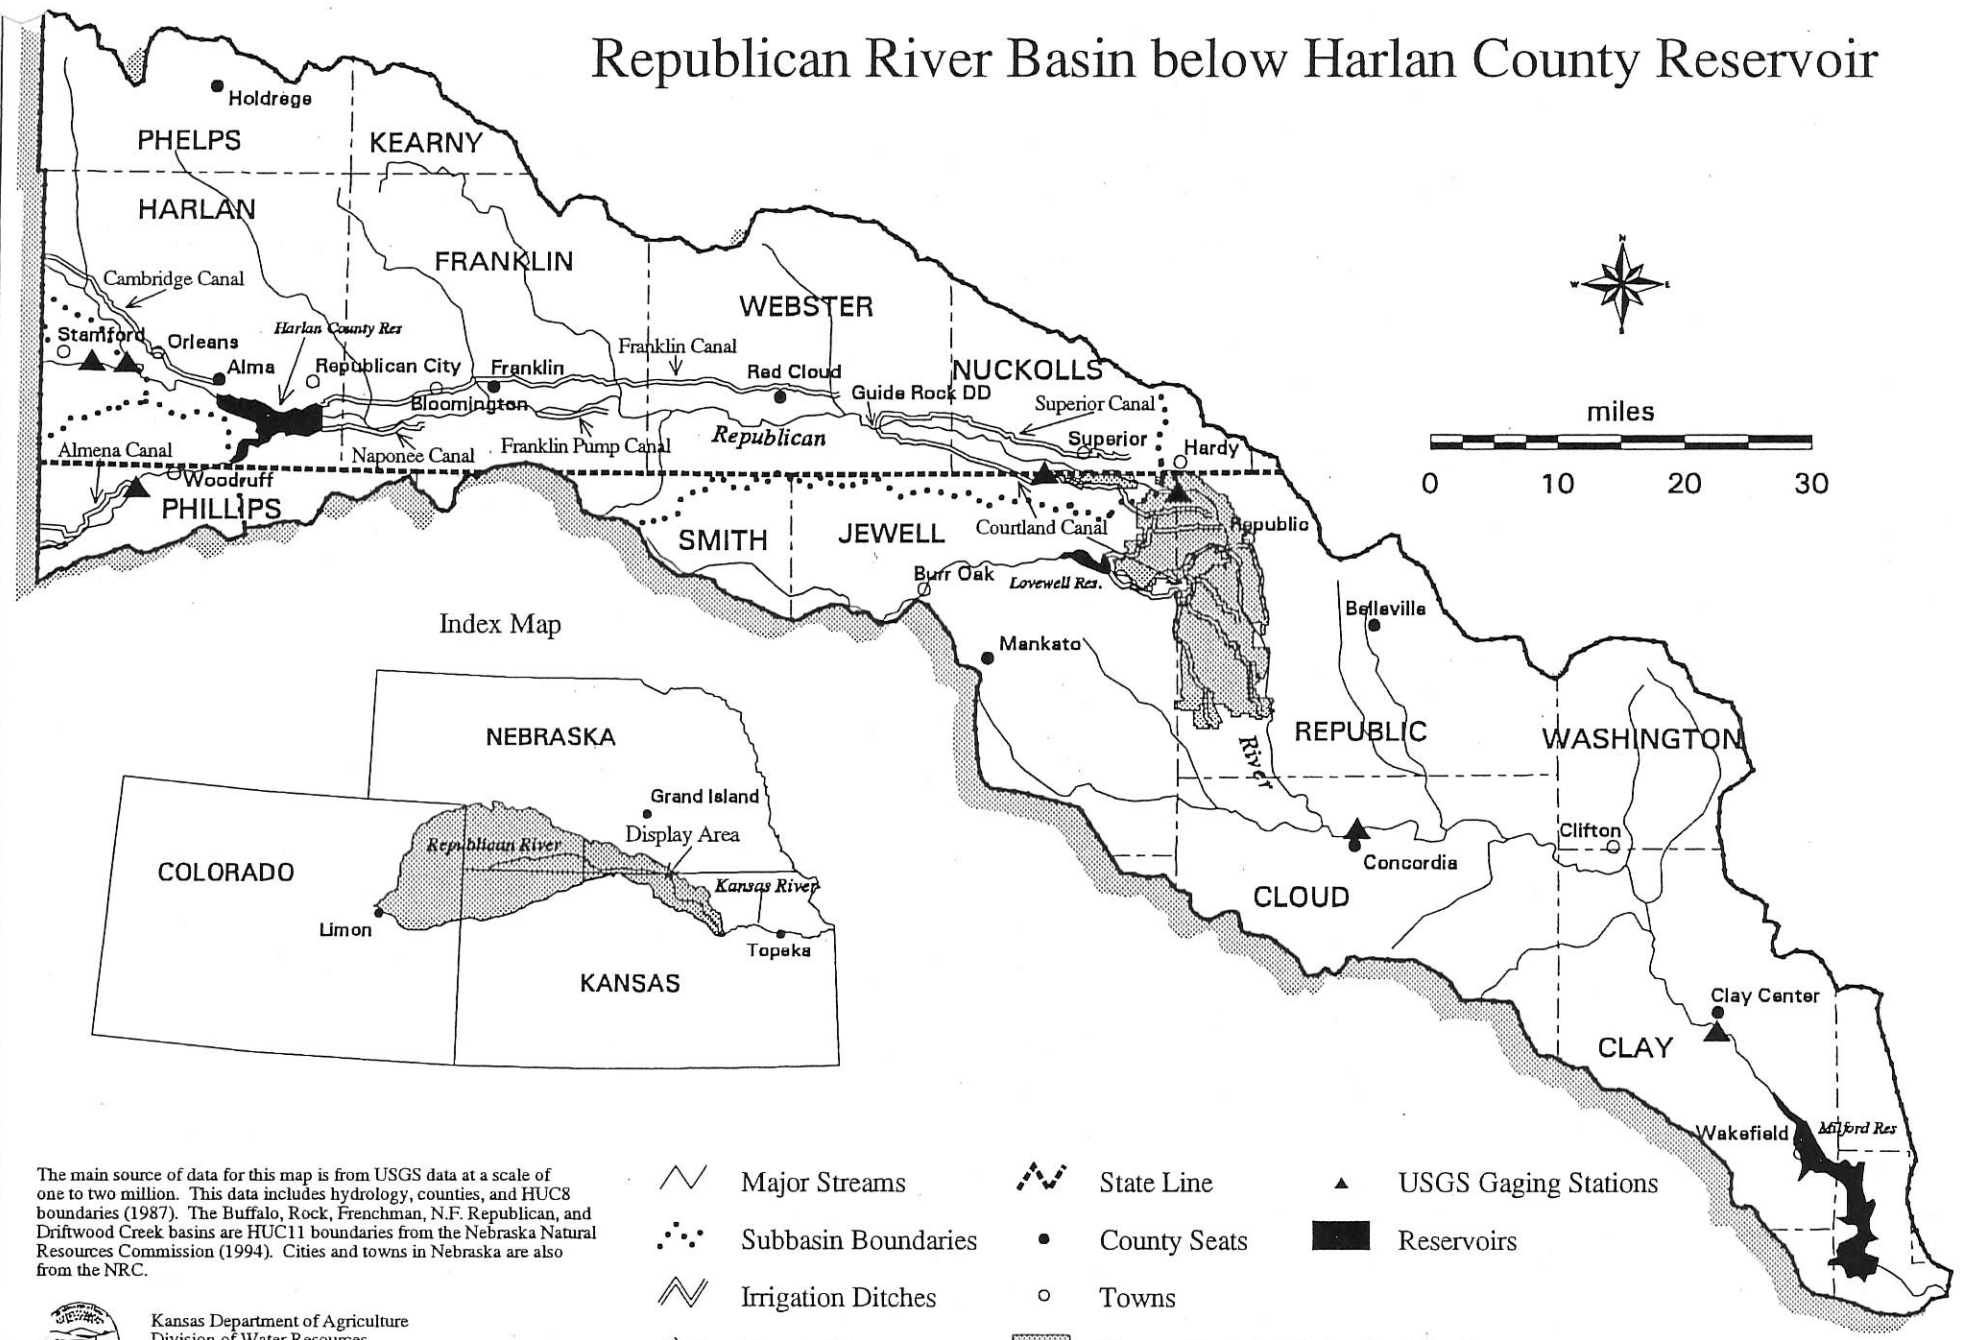 Republican River Basin below Harlan County Reservoir
Holdrege
PHELPS
KEARNY
HARLAN
FRANKLIN
Cambridge Canal
WEBSTER
Harlan County Res
Stamford
Orleans
Franklin Canal
Alma
Republican City
Franklin
Red Cloud
NUCKOLLS
Guide Rock DD
Bloomington
Superior Canal
Republican
Superior
Hardy
Almena Canal
Naponee Canal
Franklin Pump Canal
Woodruff
PHILLIPS
N
W
E
S
miles
0 10 20 30
SMITH
JEWELL
Courtland Canal
Republic
Burr Oak
Lovewell Res.
Belleville
Mankato
River
REPUBLIC
WASHINGTON
Clifton
Concordia
CLOUD
Clay Center
CLAY
Wakefield
Milford Res
Index Map
NEBRASKA
Grand Island
Display Area
Republican River
COLORADO
Kansas River
Limon
Topeka
KANSAS
The main source of data for this map is from USGS data at a scale of
one to two million. This data includes hydrology, counties, and HUC8
boundaries (1987). The Buffalo, Rock, Frenchman, N.F. Republican, and
Driftwood Creek basins are HUC11 boundaries from the Nebraska Natural
Resources Commission (1994). Cities and towns in Nebraska are also
from the NRC.
Kansas Department of Agriculture
Division of Water Resources
Major Streams
Subbasin Boundaries
Irrigation Ditches
State Line
County Seats
Towns
USGS Gaging Stations
Reservoirs